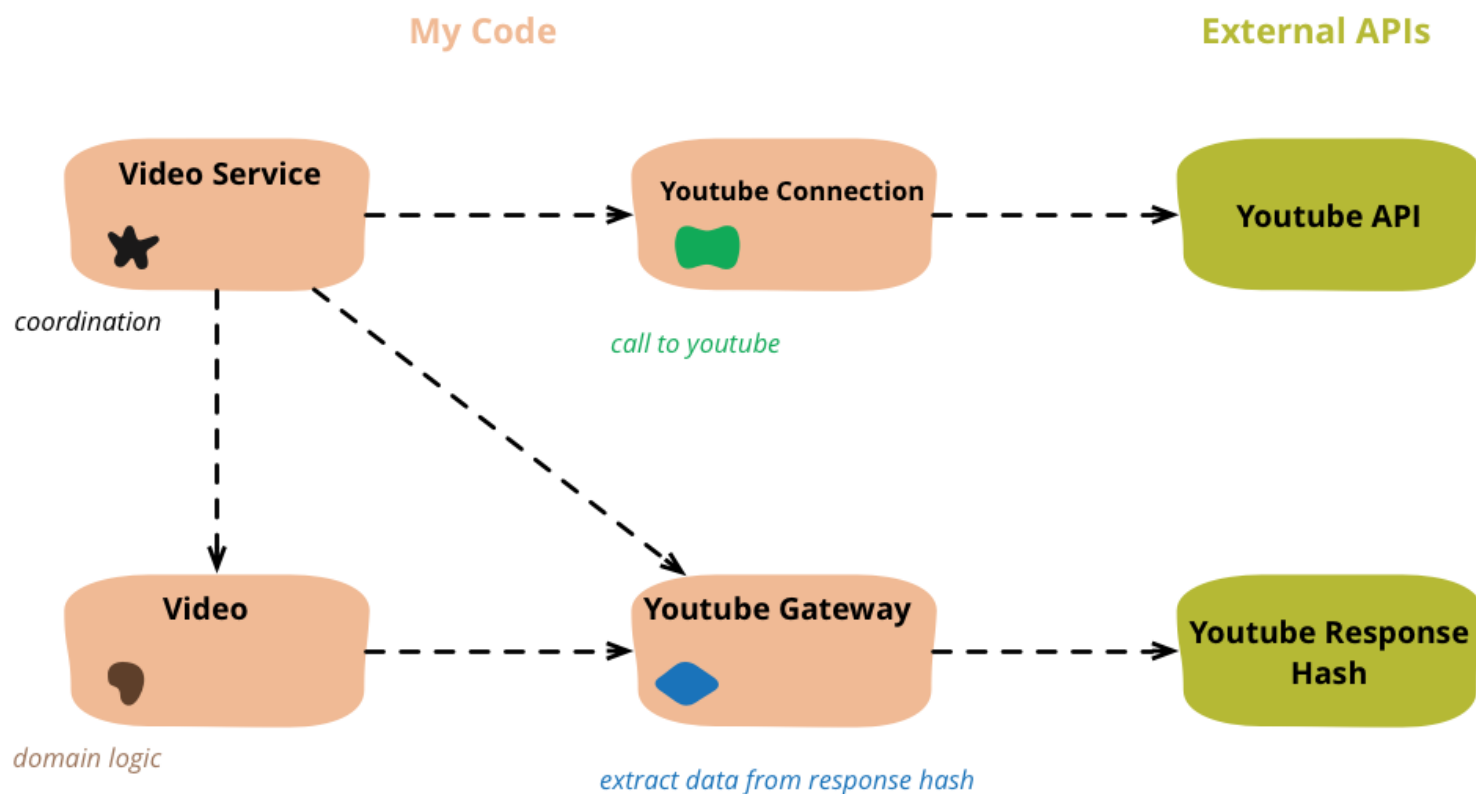 My Code
External APIs
Video Service
Youtube Connection
Youtube API
coordination
call to youtube
Video
Youtube Gateway
Youtube Response
Hash
domain logic
extract data from response hash